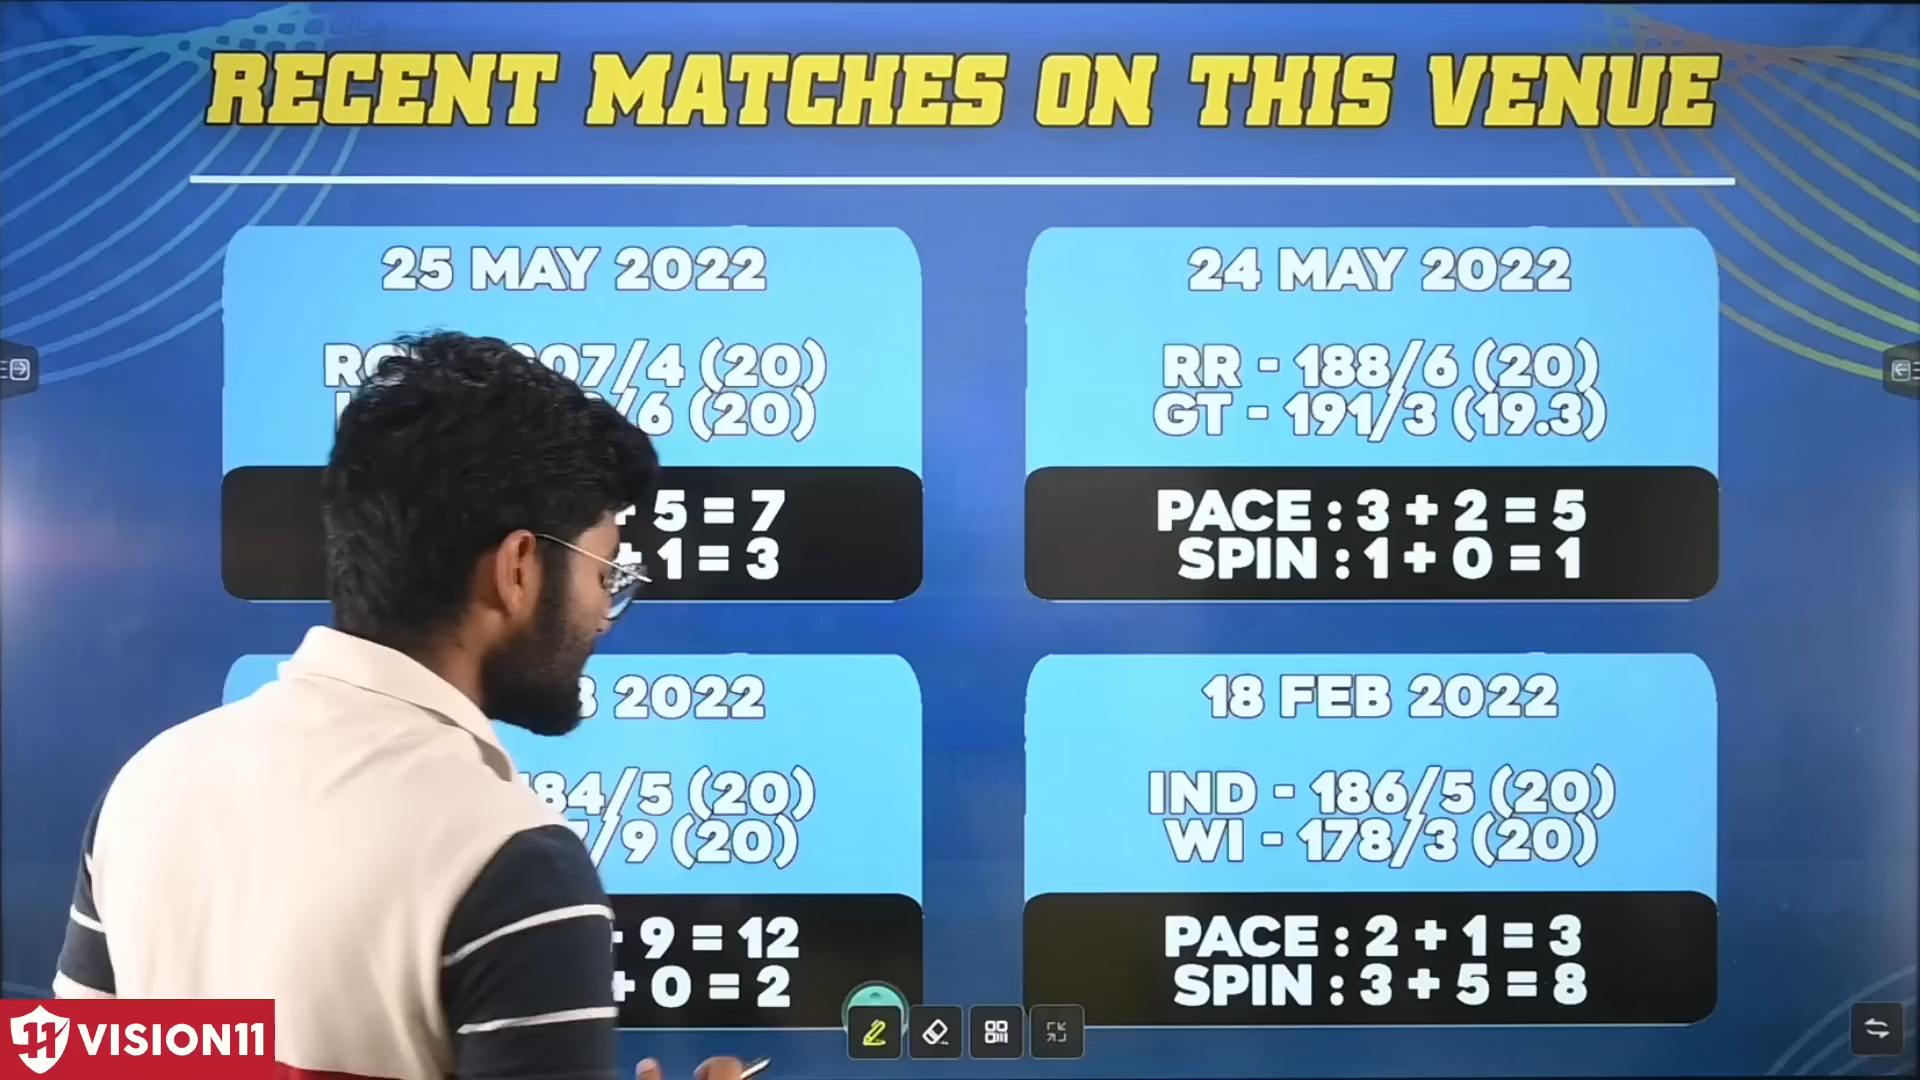 RECENT MATCHES ON THIS VENUE
25 MAY 2022
07/4 (20)
/6 (20)
5 = 7
+ 1 = 3
24 MAY 2022
RR - 188/6 (20)
GT - 191/3 (19.3)
PACE : 3 + 2 = 5
SPIN : 1 + 0 = 1
2022
84/5 (20)
/9 (20)
9 = 12
+ 0 = 2
18 FEB 2022
IND - 186/5 (20)
WI - 178/3 (20)
PACE : 2 + 1 = 3
SPIN : 3 + 5 = 8
11 VISION11